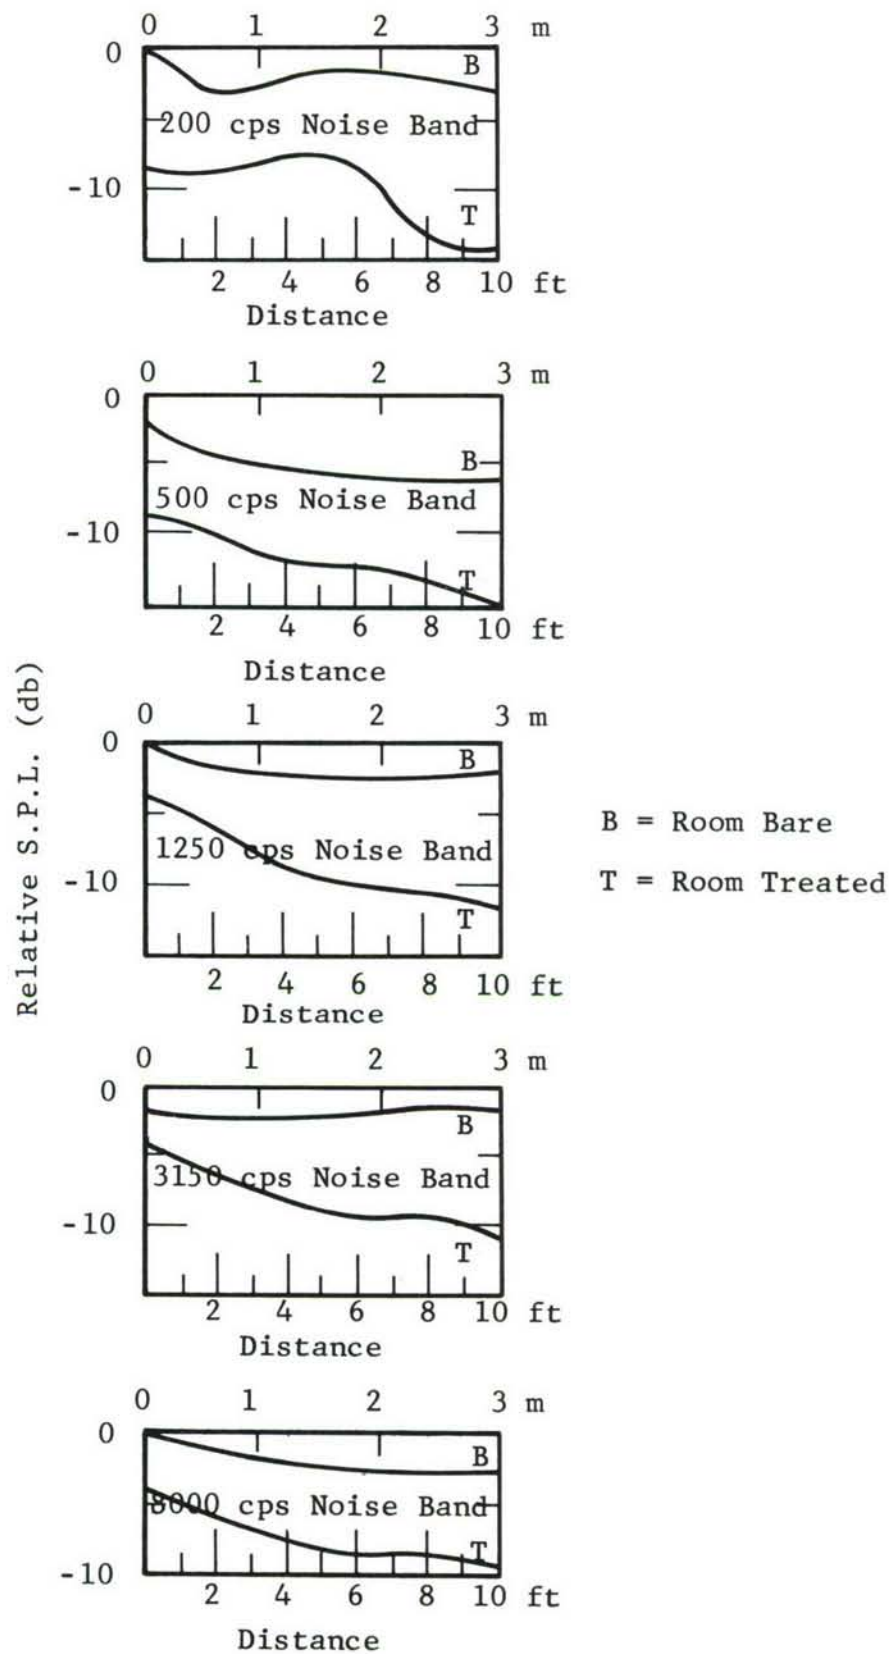 0 1 2 3 m
0
B
200 cps Noise Band
-10
T
2 4 6 8 10 ft
Distance
0 1 2 3 m
0
B
500 cps Noise Band
-10
T
2 4 6 8 10 ft
Distance
Relative S.P.L. (db)
0 1 2 3 m
0
B
1250 cps Noise Band
-10
T
2 4 6 8 10 ft
Distance
B = Room Bare
T = Room Treated
0 1 2 3 m
0
B
3150 cps Noise Band
-10
T
2 4 6 8 10 ft
Distance
0 1 2 3 m
0
B
8000 cps Noise Band
T
-10
2 4 6 8 10 ft
Distance